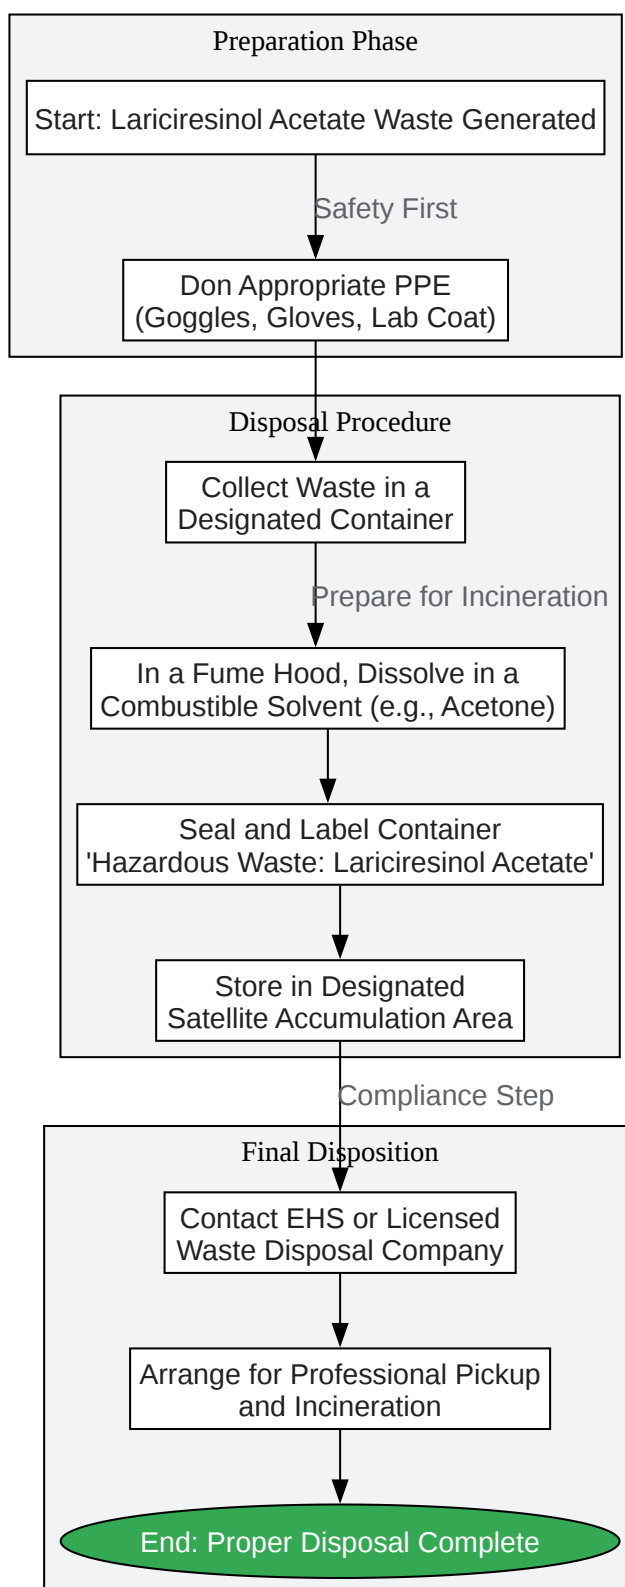 Preparation Phase
Start: Lariciresinol Acetate Waste Generated
Safety First
Don Appropriate PPE
(Goggles, Gloves, Lab Coat)
Disposal Procedure
Collect Waste in a
Designated Container
Prepare for Incineration
In a Fume Hood, Dissolve in a
Combustible Solvent (e.g., Acetone)
Seal and Label Container
'Hazardous Waste: Lariciresinol Acetate'
Store in Designated
Satellite Accumulation Area
Compliance Step
Final Disposition
Contact EHS or Licensed
Waste Disposal Company
Arrange for Professional Pickup
and Incineration
End: Proper Disposal Complete